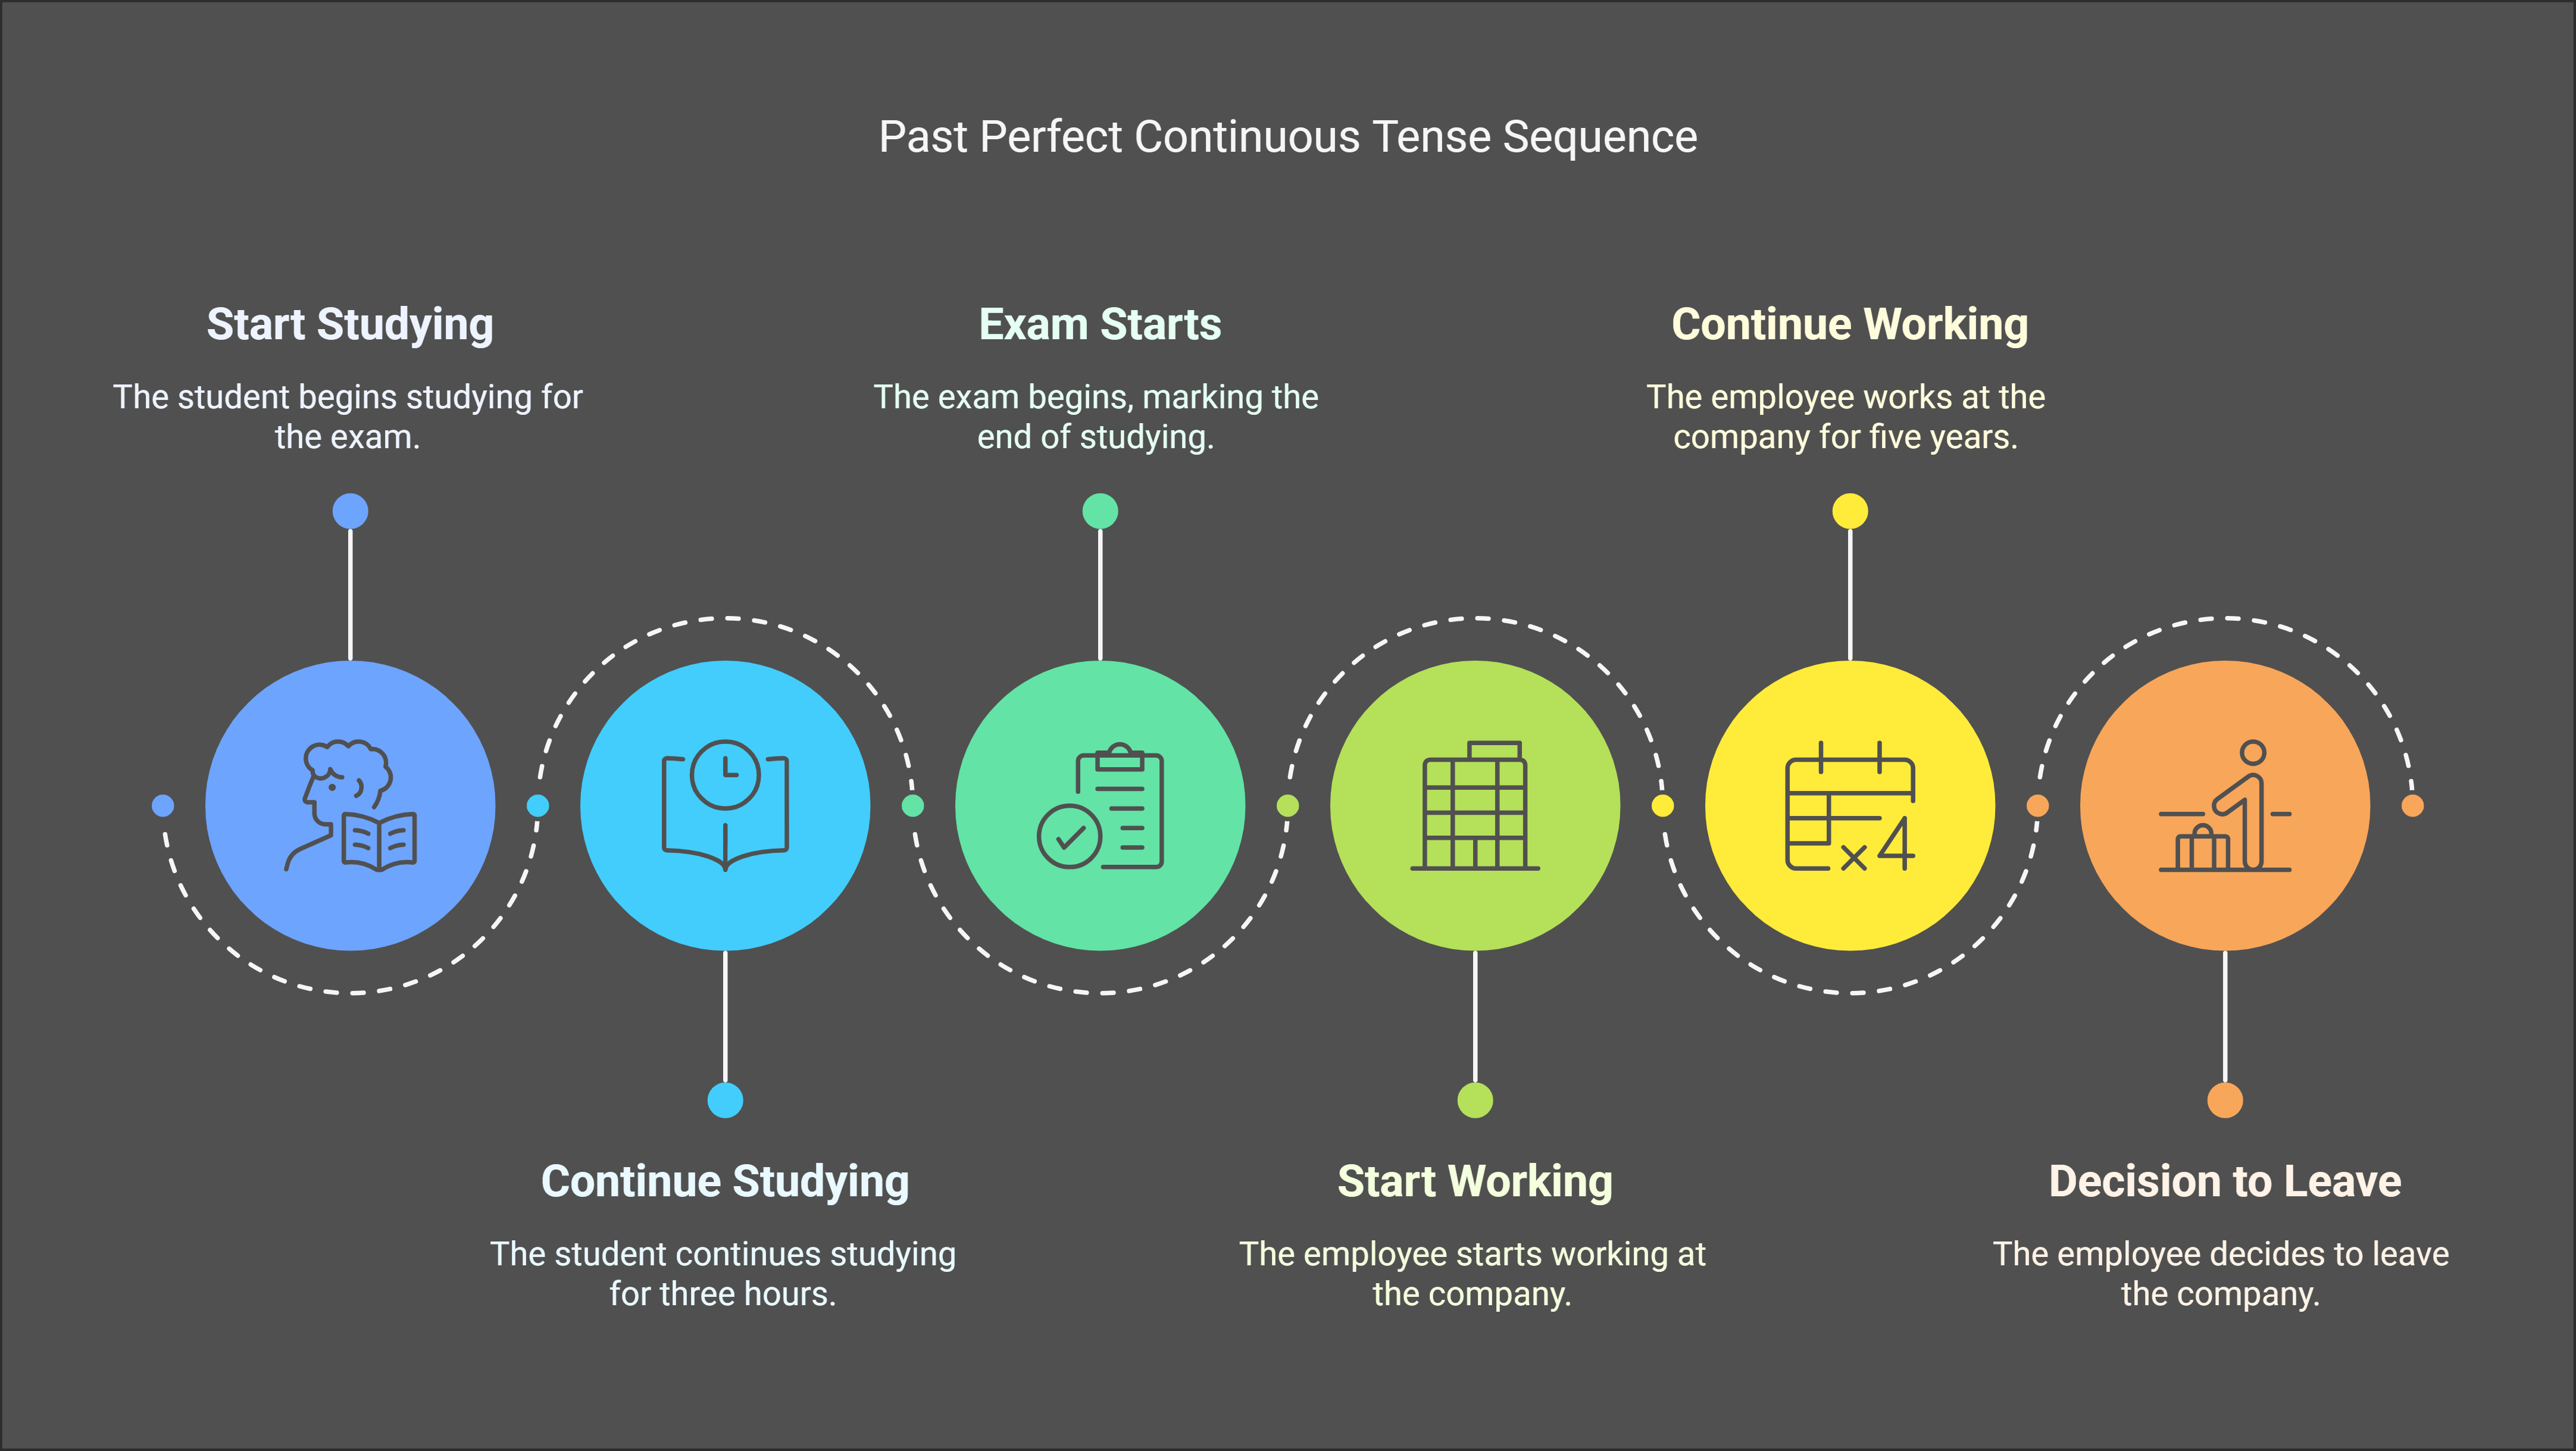 Past Perfect Continuous Tense Sequence
Start Studying
The student begins studying for
the exam.
Exam Starts
The exam begins, marking the
end of studying.
Continue Working
The employee works at the
company for five years.
×4
Continue Studying
The student continues studying
for three hours.
Start Working
The employee starts working at
the company.
Decision to Leave
The employee decides to leave
the company.